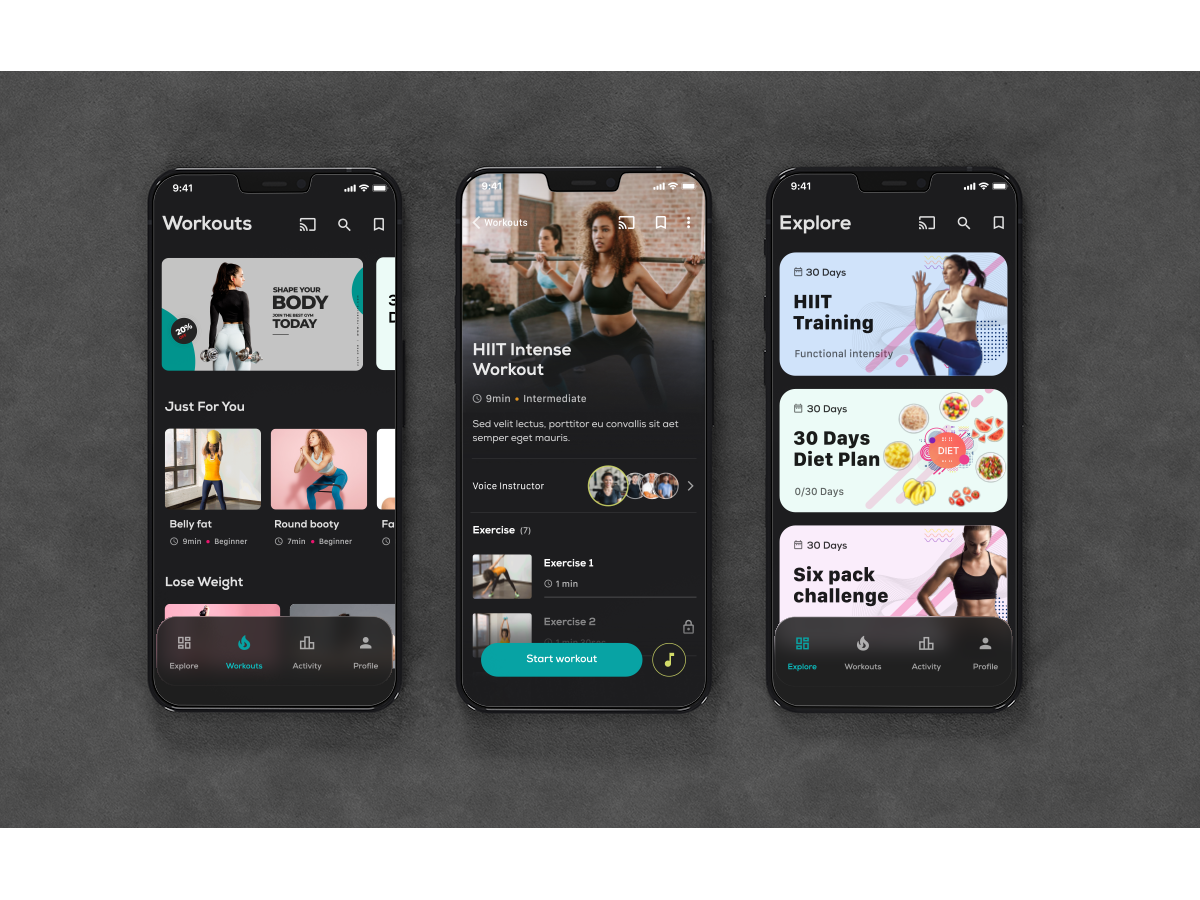 9:41
Workouts
SHAPE YOUR
BODY
JOIN THE BEST GYM
TODAY
20%
3
D
Just For You
Belly fat
9min • Beginner
Round booty
7min • Beginner
Fa
Lose Weight
Explore
Workouts
Activity
Profile
9:41
Workouts
HIIT Intense
Workout
9min • Intermediate
Sed velit lectus, porttitor eu convallis sit aet
semper eget mauris.
Voice Instructor
Exercise (7)
Exercise 1
1 min
Exercise 2
1 min 30sec
Start workout
9:41
Explore
30 Days
HIIT
Training
Functional intensity
30 Days
30 Days
Diet Plan
0/30 Days
DIET
30 Days
Six pack
challenge
Explore
Workouts
Activity
Profile